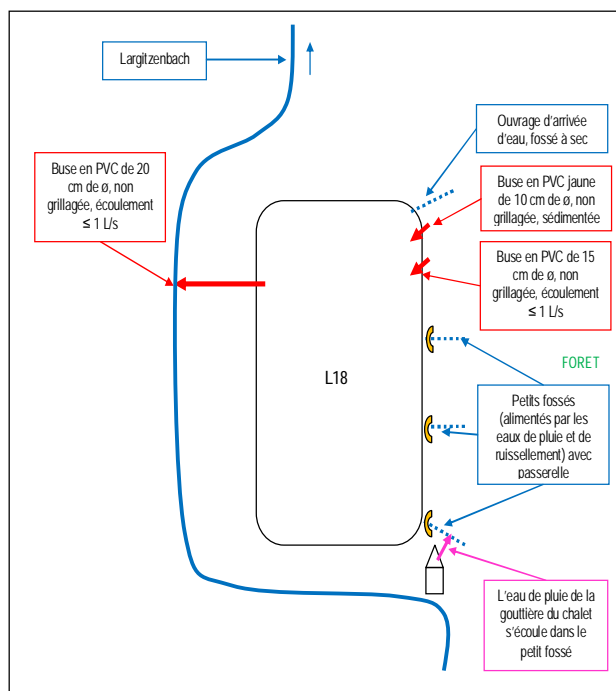 Largitzenbach
Ouvrage d'arrivée
d'eau, fossé à sec
Buse en PVC de 20
cm de ø, non
grillagée, écoulement
≤ 1 L/s
Buse en PVC jaune
de 10 cm de ø, non
grillagée, sédimentée
Buse en PVC de 15
cm de ø, non
grillagée, écoulement
≤ 1 L/s
L18
FORET
Petits fossés
(alimentés par les
eaux de pluie et de
ruissellement) avec
passerelle
L'eau de pluie de la
gouttière du chalet
s'écoule dans le
petit fossé